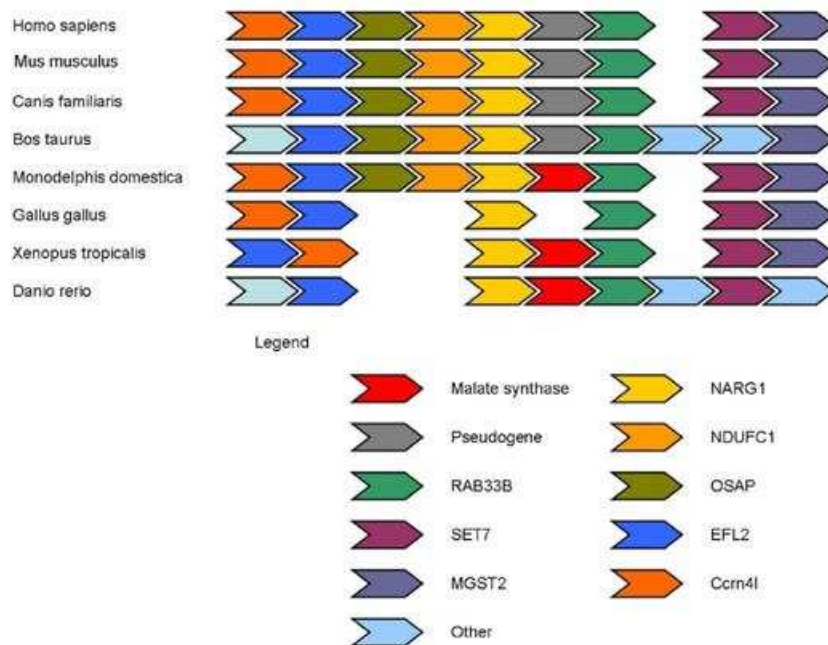 Homo sapiens
Mus musculus
Canis familiaris
Bos taurus
Monodelphis domestica
Gallus gallus
Xenopus tropicalis
Danio rerio
Legend
Malate synthase
NARG1
Pseudogene
NDUFC1
RAB33B
OSAP
SET7
EFL2
MGST2
Ccrn4l
Other